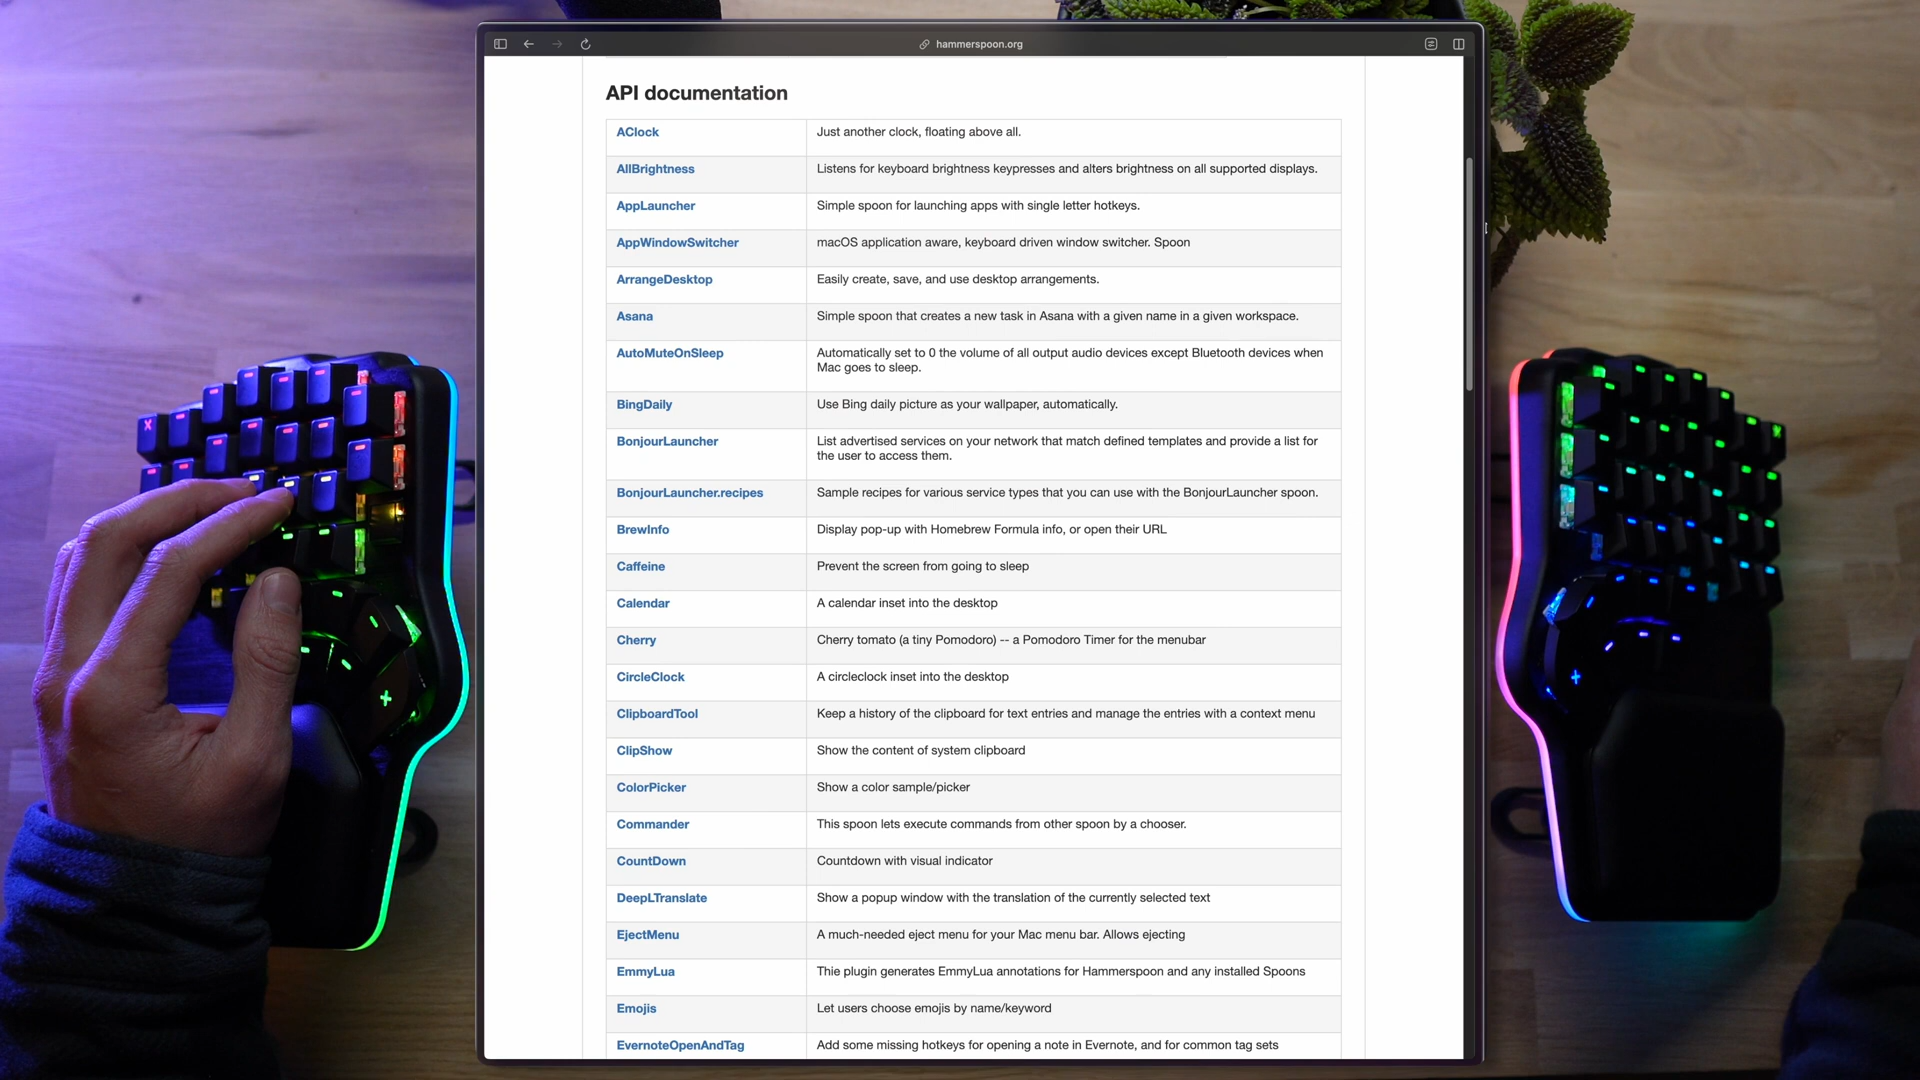 hammerspoon.org
API documentation
AClock Just another clock, floating above all.
AllBrightness Listens for keyboard brightness keypresses and alters brightness on all supported displays.
AppLauncher Simple spoon for launching apps with single letter hotkeys.
AppWindowSwitcher macOS application aware, keyboard driven window switcher. Spoon
ArrangeDesktop Easily create, save, and use desktop arrangements.
Asana Simple spoon that creates a new task in Asana with a given name in a given workspace.
AutoMuteOnSleep Automatically set to 0 the volume of all output audio devices except Bluetooth devices when
Mac goes to sleep.
BingDaily Use Bing daily picture as your wallpaper, automatically.
BonjourLauncher List advertised services on your network that match defined templates and provide a list for
the user to access them.
BonjourLauncher.recipes Sample recipes for various service types that you can use with the BonjourLauncher spoon.
BrewInfo Display pop-up with Homebrew Formula info, or open their URL
Caffeine Prevent the screen from going to sleep
Calendar A calendar inset into the desktop
Cherry Cherry tomato (a tiny Pomodoro) -- a Pomodoro Timer for the menubar
CircleClock A circleclock inset into the desktop
ClipboardTool Keep a history of the clipboard for text entries and manage the entries with a context menu
ClipShow Show the content of system clipboard
ColorPicker Show a color sample/picker
Commander This spoon lets execute commands from other spoon by a chooser.
CountDown Countdown with visual indicator
DeepLTranslate Show a popup window with the translation of the currently selected text
EjectMenu A much-needed eject menu for your Mac menu bar. Allows ejecting
EmmyLua Thie plugin generates EmmyLua annotations for Hammerspoon and any installed Spoons
Emojis Let users choose emojis by name/keyword
EvernoteOpenAndTag Add some missing hotkeys for opening a note in Evernote, and for common tag sets